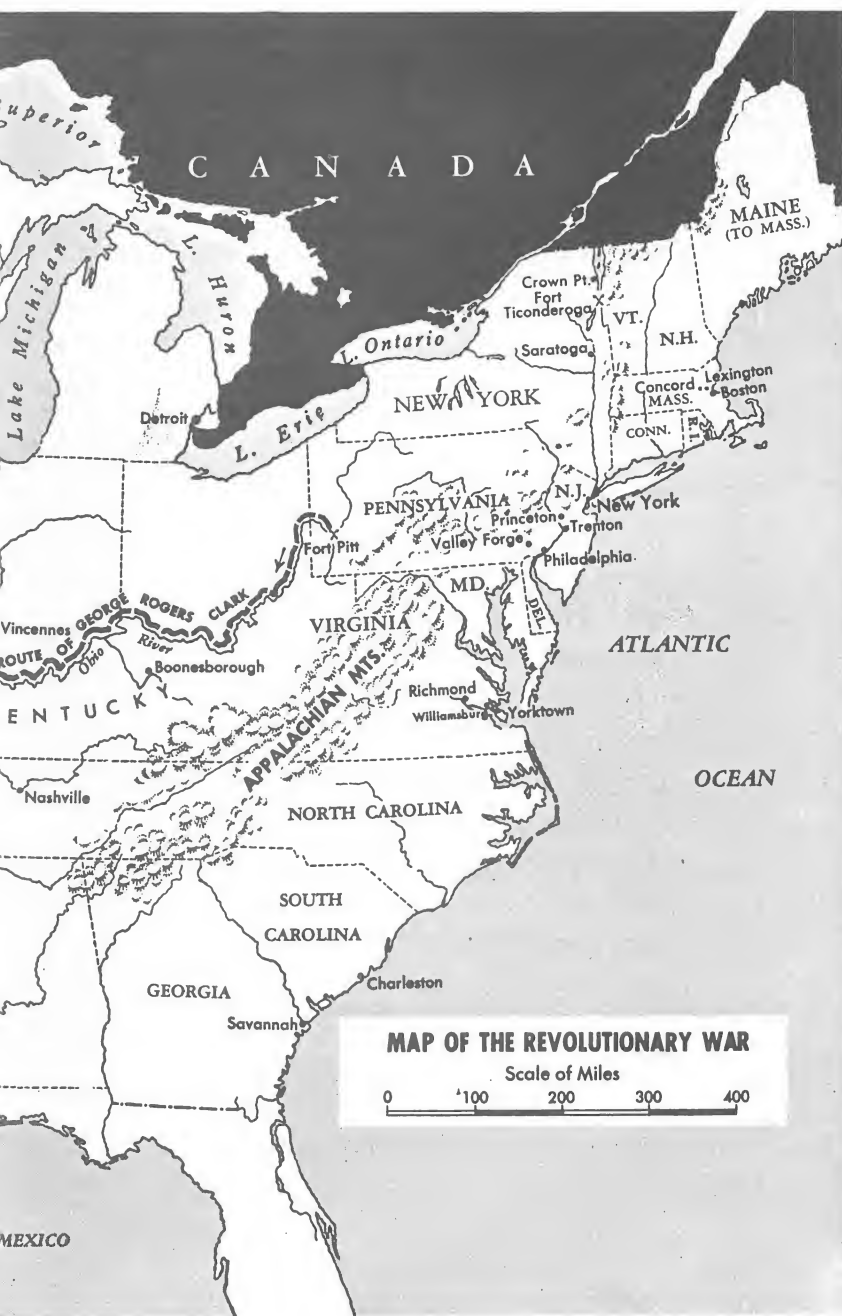 Superior
CANADA
MAINE
(TO MASS.)
Lake Michigan
L. Huron
Crown Pt.
Fort
Ticonderoga
VT.
N.H.
L. Ontario
Saratoga
Lexington
Concord
MASS.
Boston
NEW YORK
Detroit
CONN.
R.I.
L. Erie
PENNSYLVANIA
N.J.
New York
Princeton
Trenton
Fort Pitt
Valley Forge
Philadelphia
MD.
DEL.
ROUTE OF GEORGE ROGERS CLARK
Vincennes
VIRGINIA
ATLANTIC
Ohio River
Boonesborough
APPALACHIAN MTS.
Richmond
ENTUCKY
Williamsburg
Yorktown
OCEAN
Nashville
NORTH CAROLINA
SOUTH
CAROLINA
Charleston
GEORGIA
Savannah
MAP OF THE REVOLUTIONARY WAR
Scale of Miles
0 100 200 300 400
MEXICO